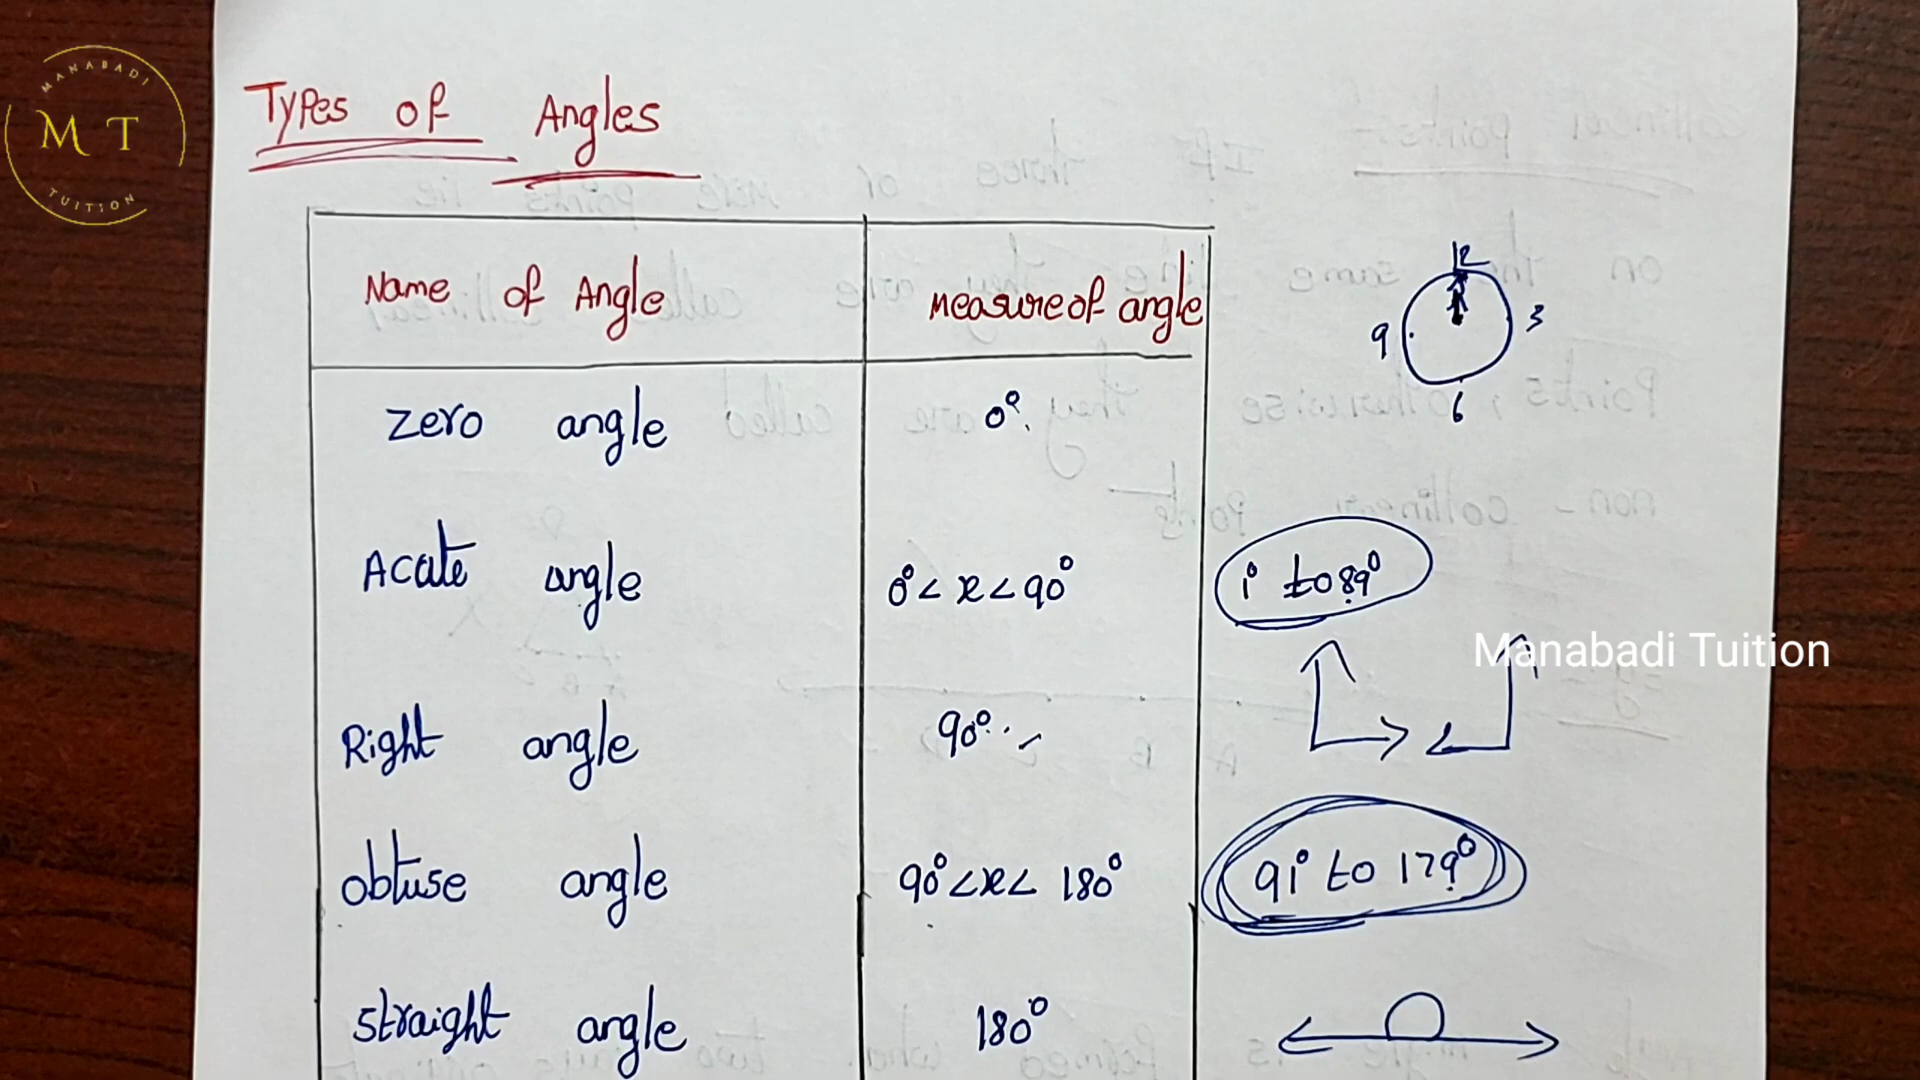 MANABADI
M T
TUITION
Types of Angles
Name of Angle measure of angle
12
9 3
6
zero angle 0°
Acute angle 0° < x < 90° 1° to 89°
Manabadi Tuition
Right angle 90°
obtuse angle 90° < x < 180° 91° to 179°
straight angle 180°